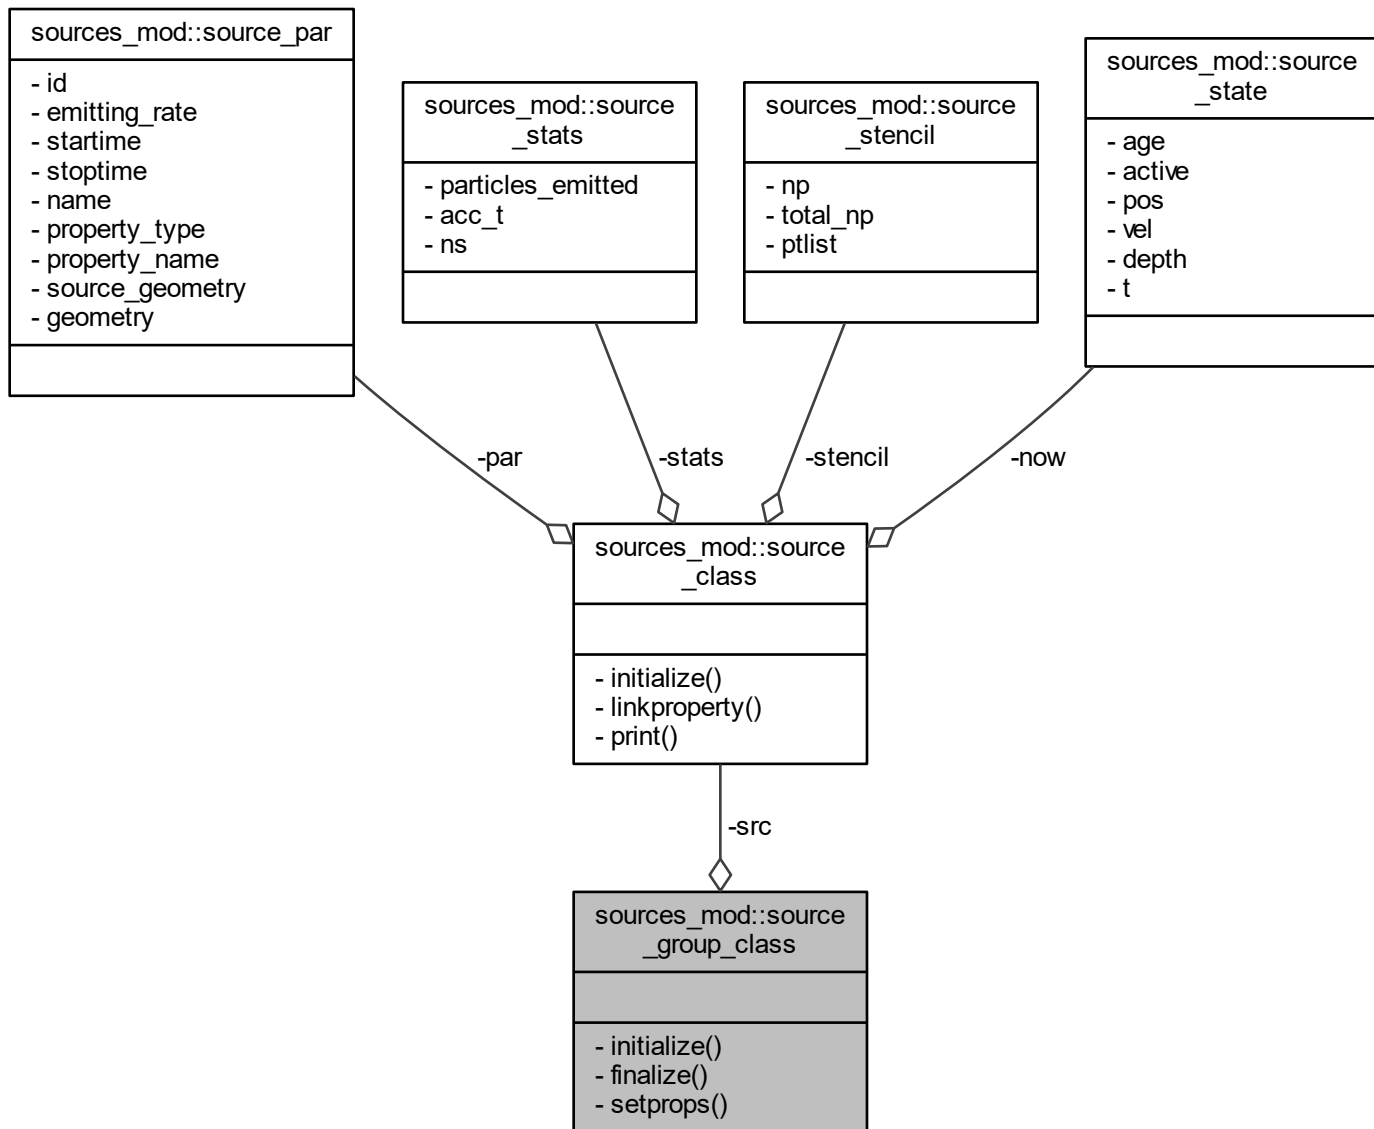 sources_mod::source_par
- id
- emitting_rate
- startime
- stoptime
- name
- property_type
- property_name
- source_geometry
- geometry
sources_mod::source
_stats
- particles_emitted
- acc_t
- ns
sources_mod::source
_stencil
- np
- total_np
- ptlist
sources_mod::source
_state
- age
- active
- pos
- vel
- depth
- t
-par
-stats
-stencil
-now
sources_mod::source
_class
- initialize()
- linkproperty()
- print()
-src
sources_mod::source
_group_class
- initialize()
- finalize()
- setprops()